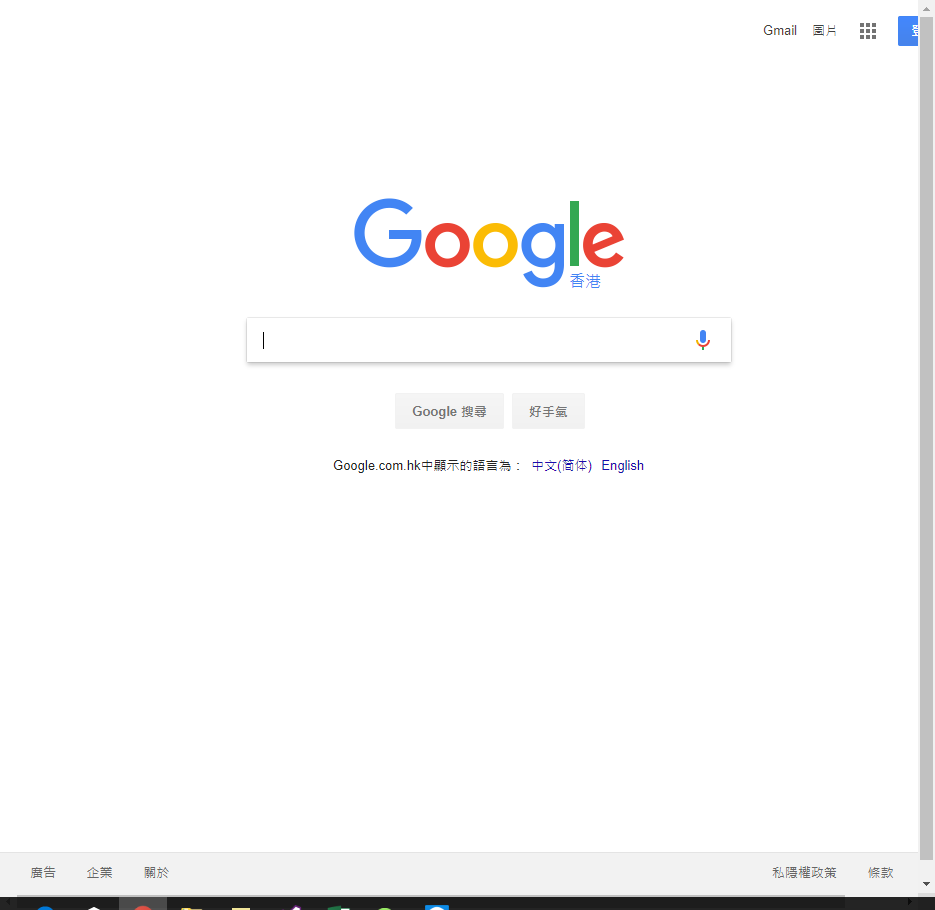 Gmail 圖片 登
Google
香港
Google 搜尋 好手氣
Google.com.hk中顯示的語言為： 中文(简体) English
廣告 企業 關於 私隱權政策 條款